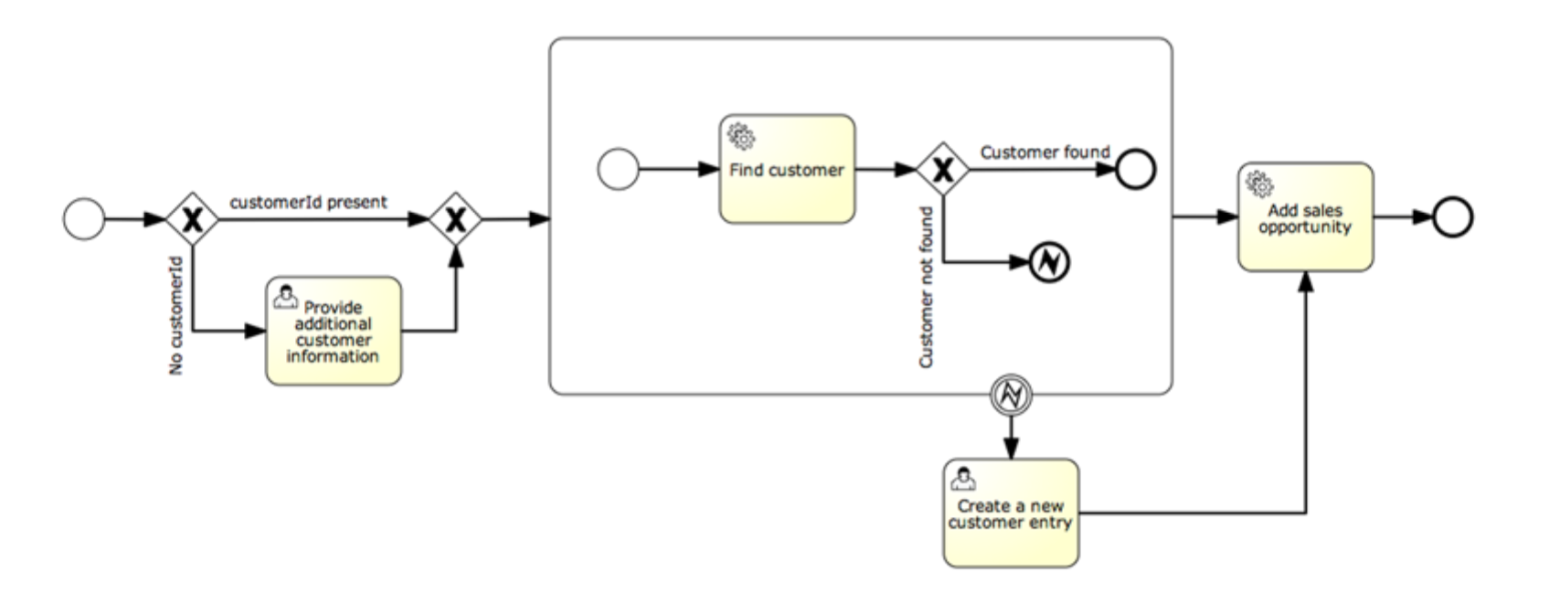 customerId present
No customerId
Provide
additional
customer
information
Find customer
Customer found
Customer not found
Create a new
customer entry
Add sales
opportunity